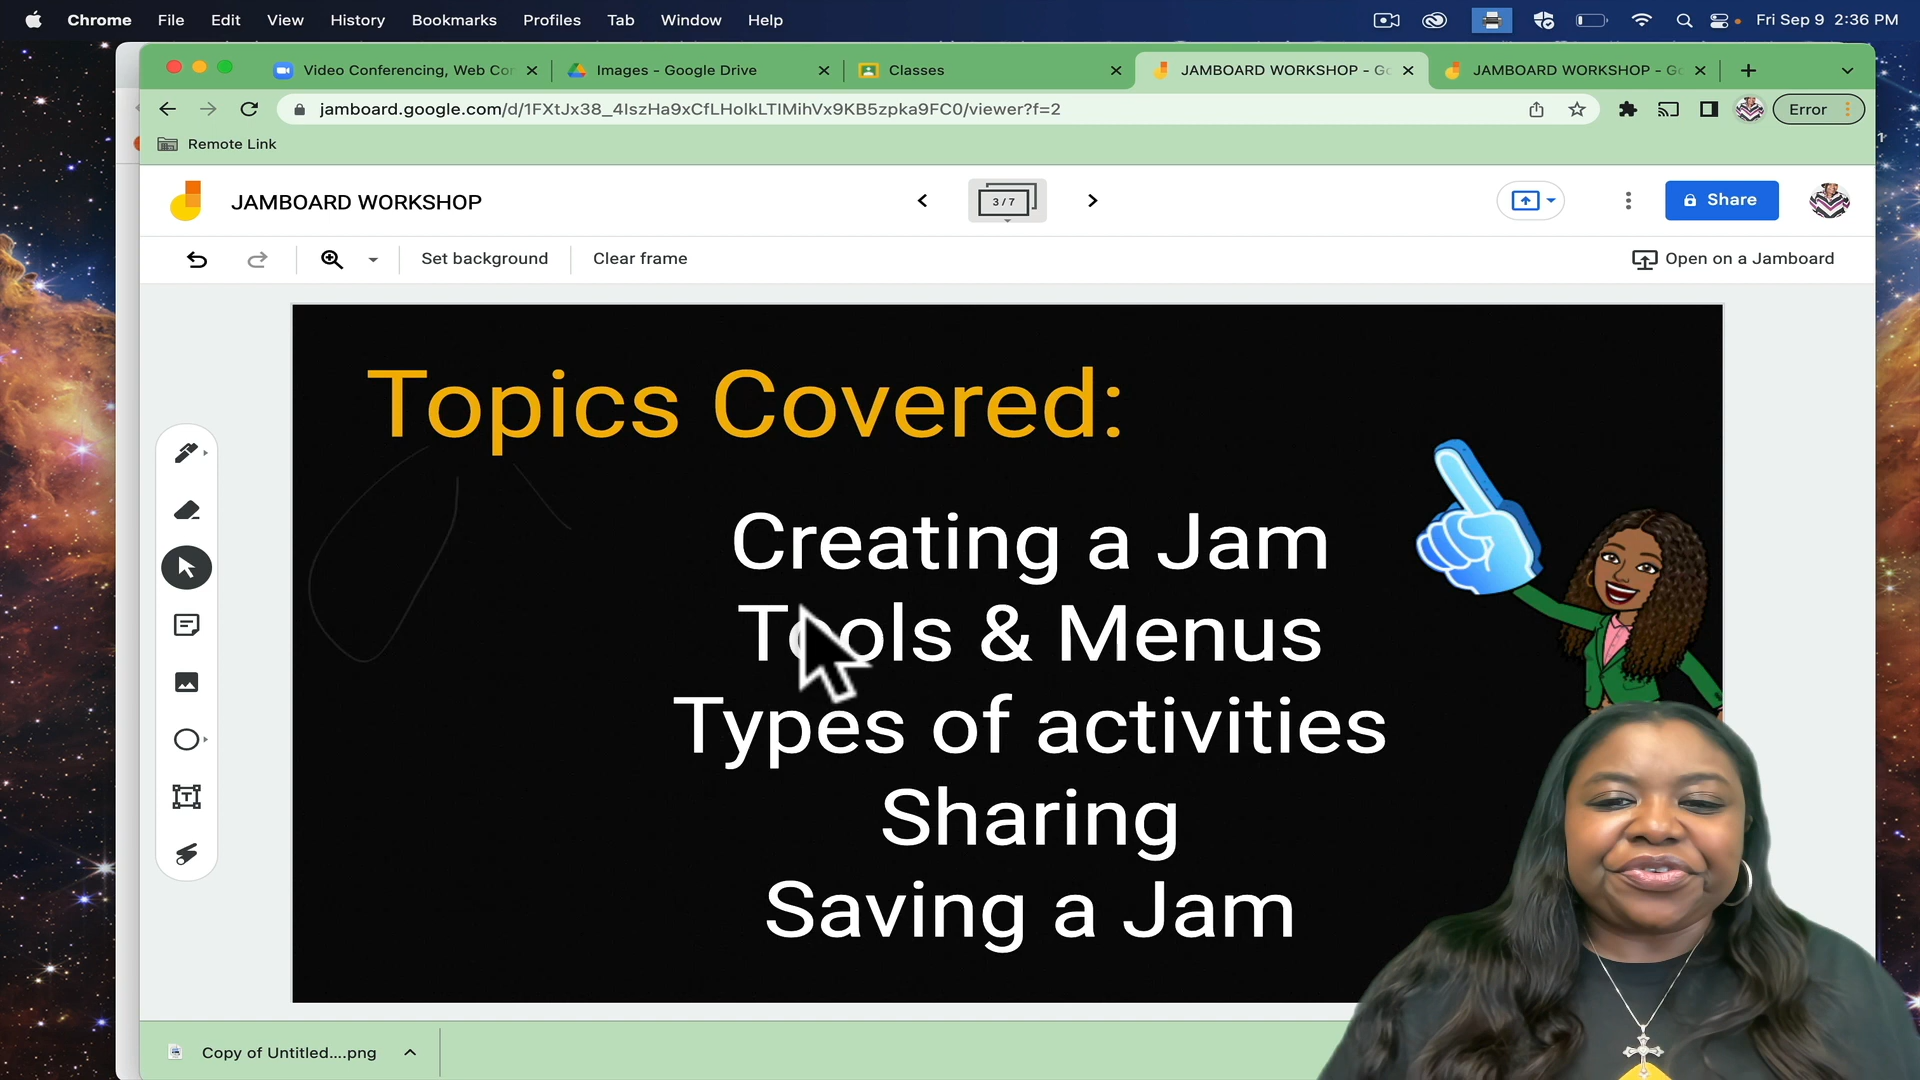 Chrome File Edit View History Bookmarks Profiles Tab Window Help Fri Sep 9 2:36 PM
Video Conferencing, Web Cor Images - Google Drive Classes JAMBOARD WORKSHOP - Go JAMBOARD WORKSHOP - Go
jamboard.google.com/d/1FXtJx38_4IszHa9xCfLHolkLTIMihVx9KB5zpka9FC0/viewer?f=2 Error
Remote Link
JAMBOARD WORKSHOP 3 / 7 Share
Set background Clear frame Open on a Jamboard
Topics Covered:
Creating a Jam
Tools & Menus
Types of activities
Sharing
Saving a Jam
Copy of Untitled....png